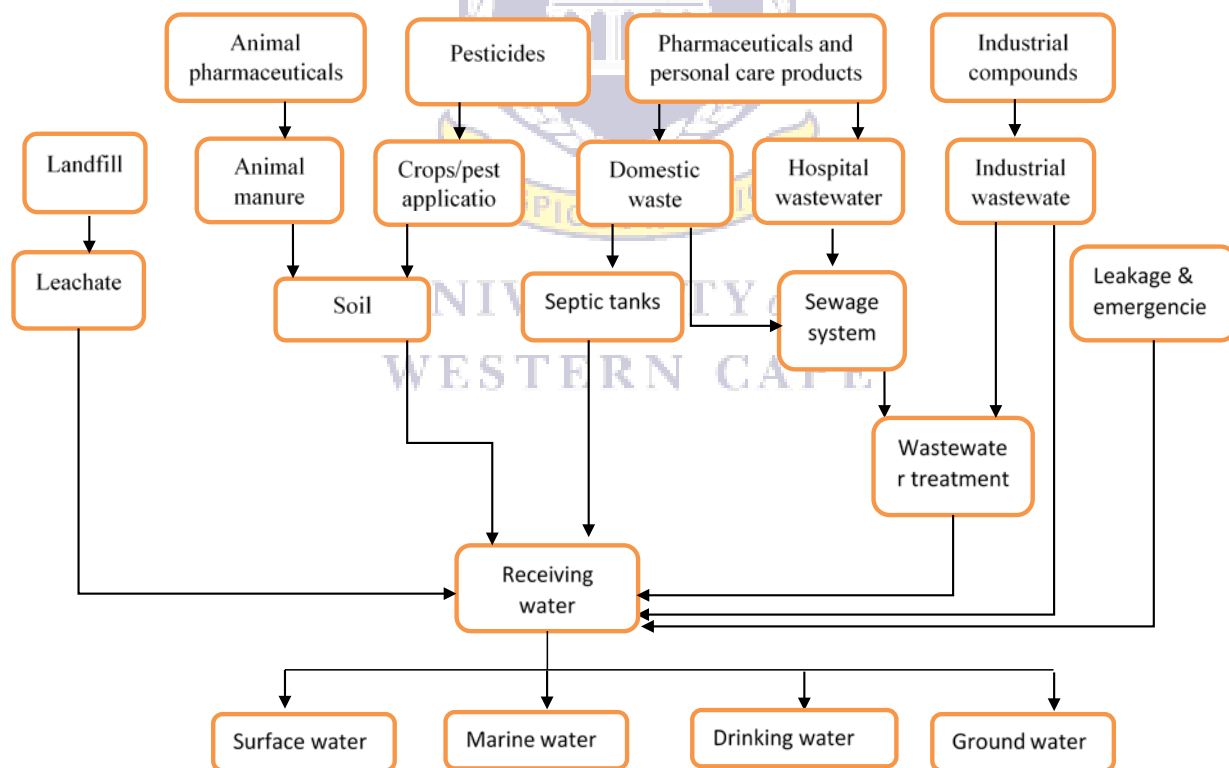 Animal
pharmaceuticals
Pesticides
Pharmaceuticals and
personal care products
Industrial
compounds
Landfill
Animal
manure
Crops/pest
applicatio
Domestic
waste
Hospital
wastewater
Industrial
wastewate
Leachate
Soil
Septic tanks
Sewage
system
Leakage &
emergencie
WESTERN CAPE
Wastewate
r treatment
Receiving
water
Surface water
Marine water
Drinking water
Ground water